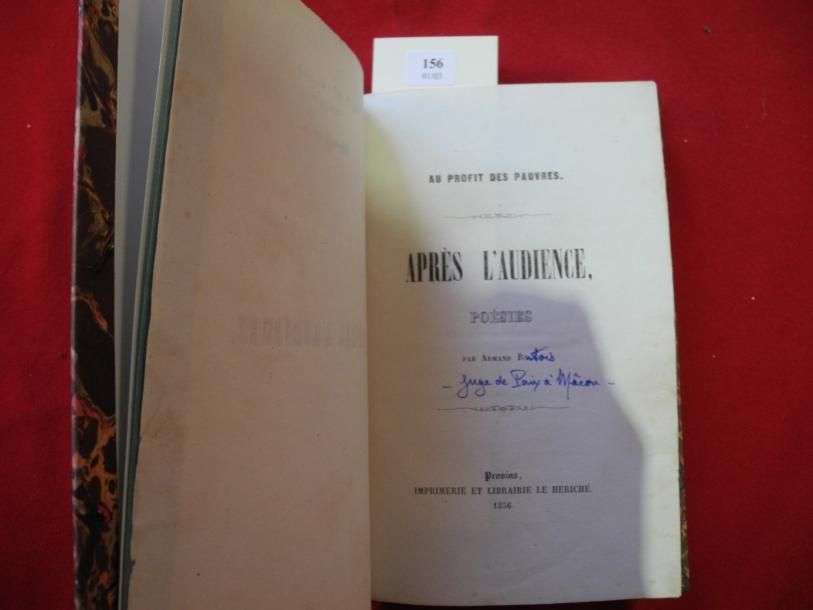 156
AU PROFIT DES PAUVRES.
APRÈS L'AUDIENCE,
POÉSIES
PAR ARMAND
— Juge de Paix à Mâcon —
Provins,
IMPRIMERIE ET LIBRAIRIE LE HERICHÉ
1856.